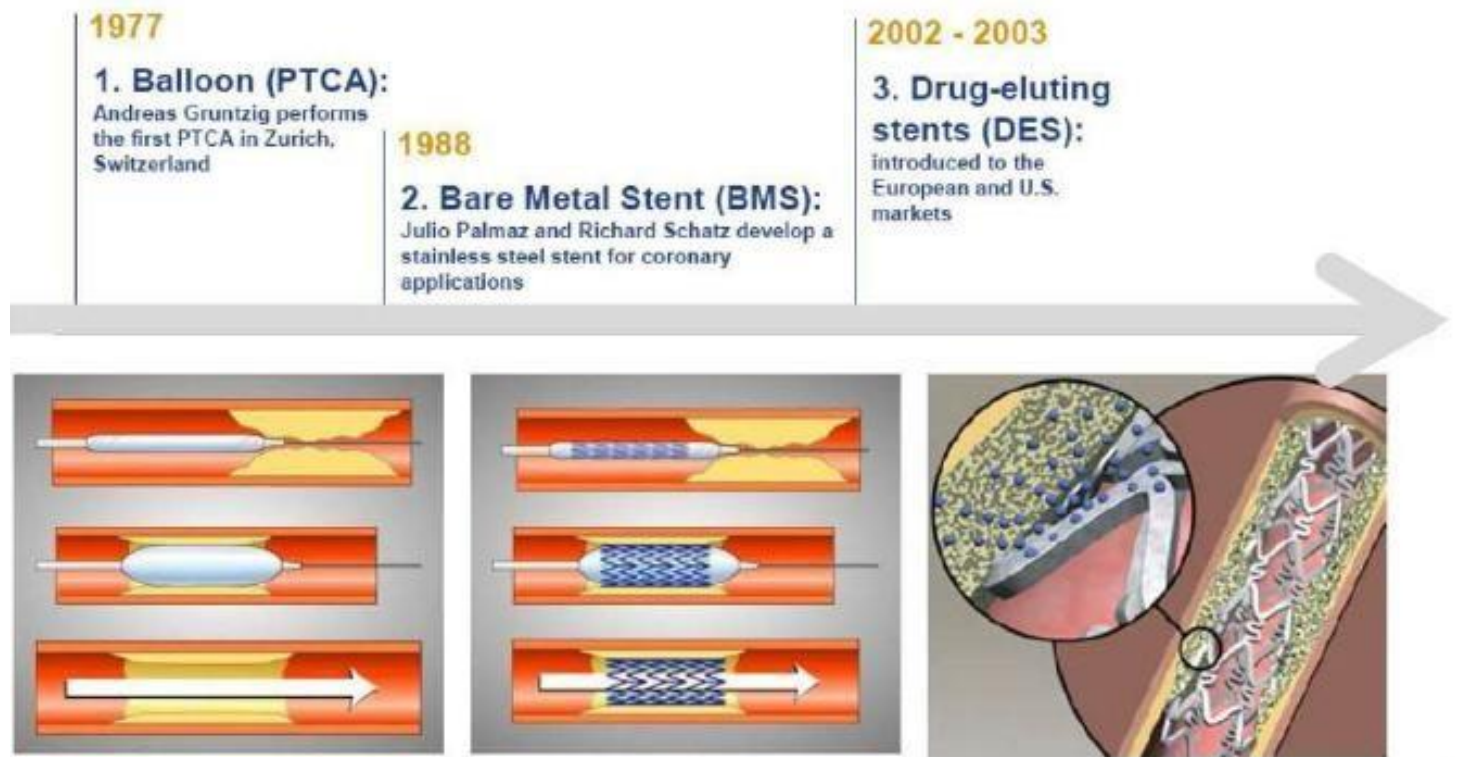 1977
1. Balloon (PTCA):
Andreas Gruntzig performs
the first PTCA in Zurich,
Switzerland
1988
2. Bare Metal Stent (BMS):
Julio Palmaz and Richard Schatz develop a
stainless steel stent for coronary
applications
2002 - 2003
3. Drug-eluting
stents (DES):
introduced to the
European and U.S.
markets